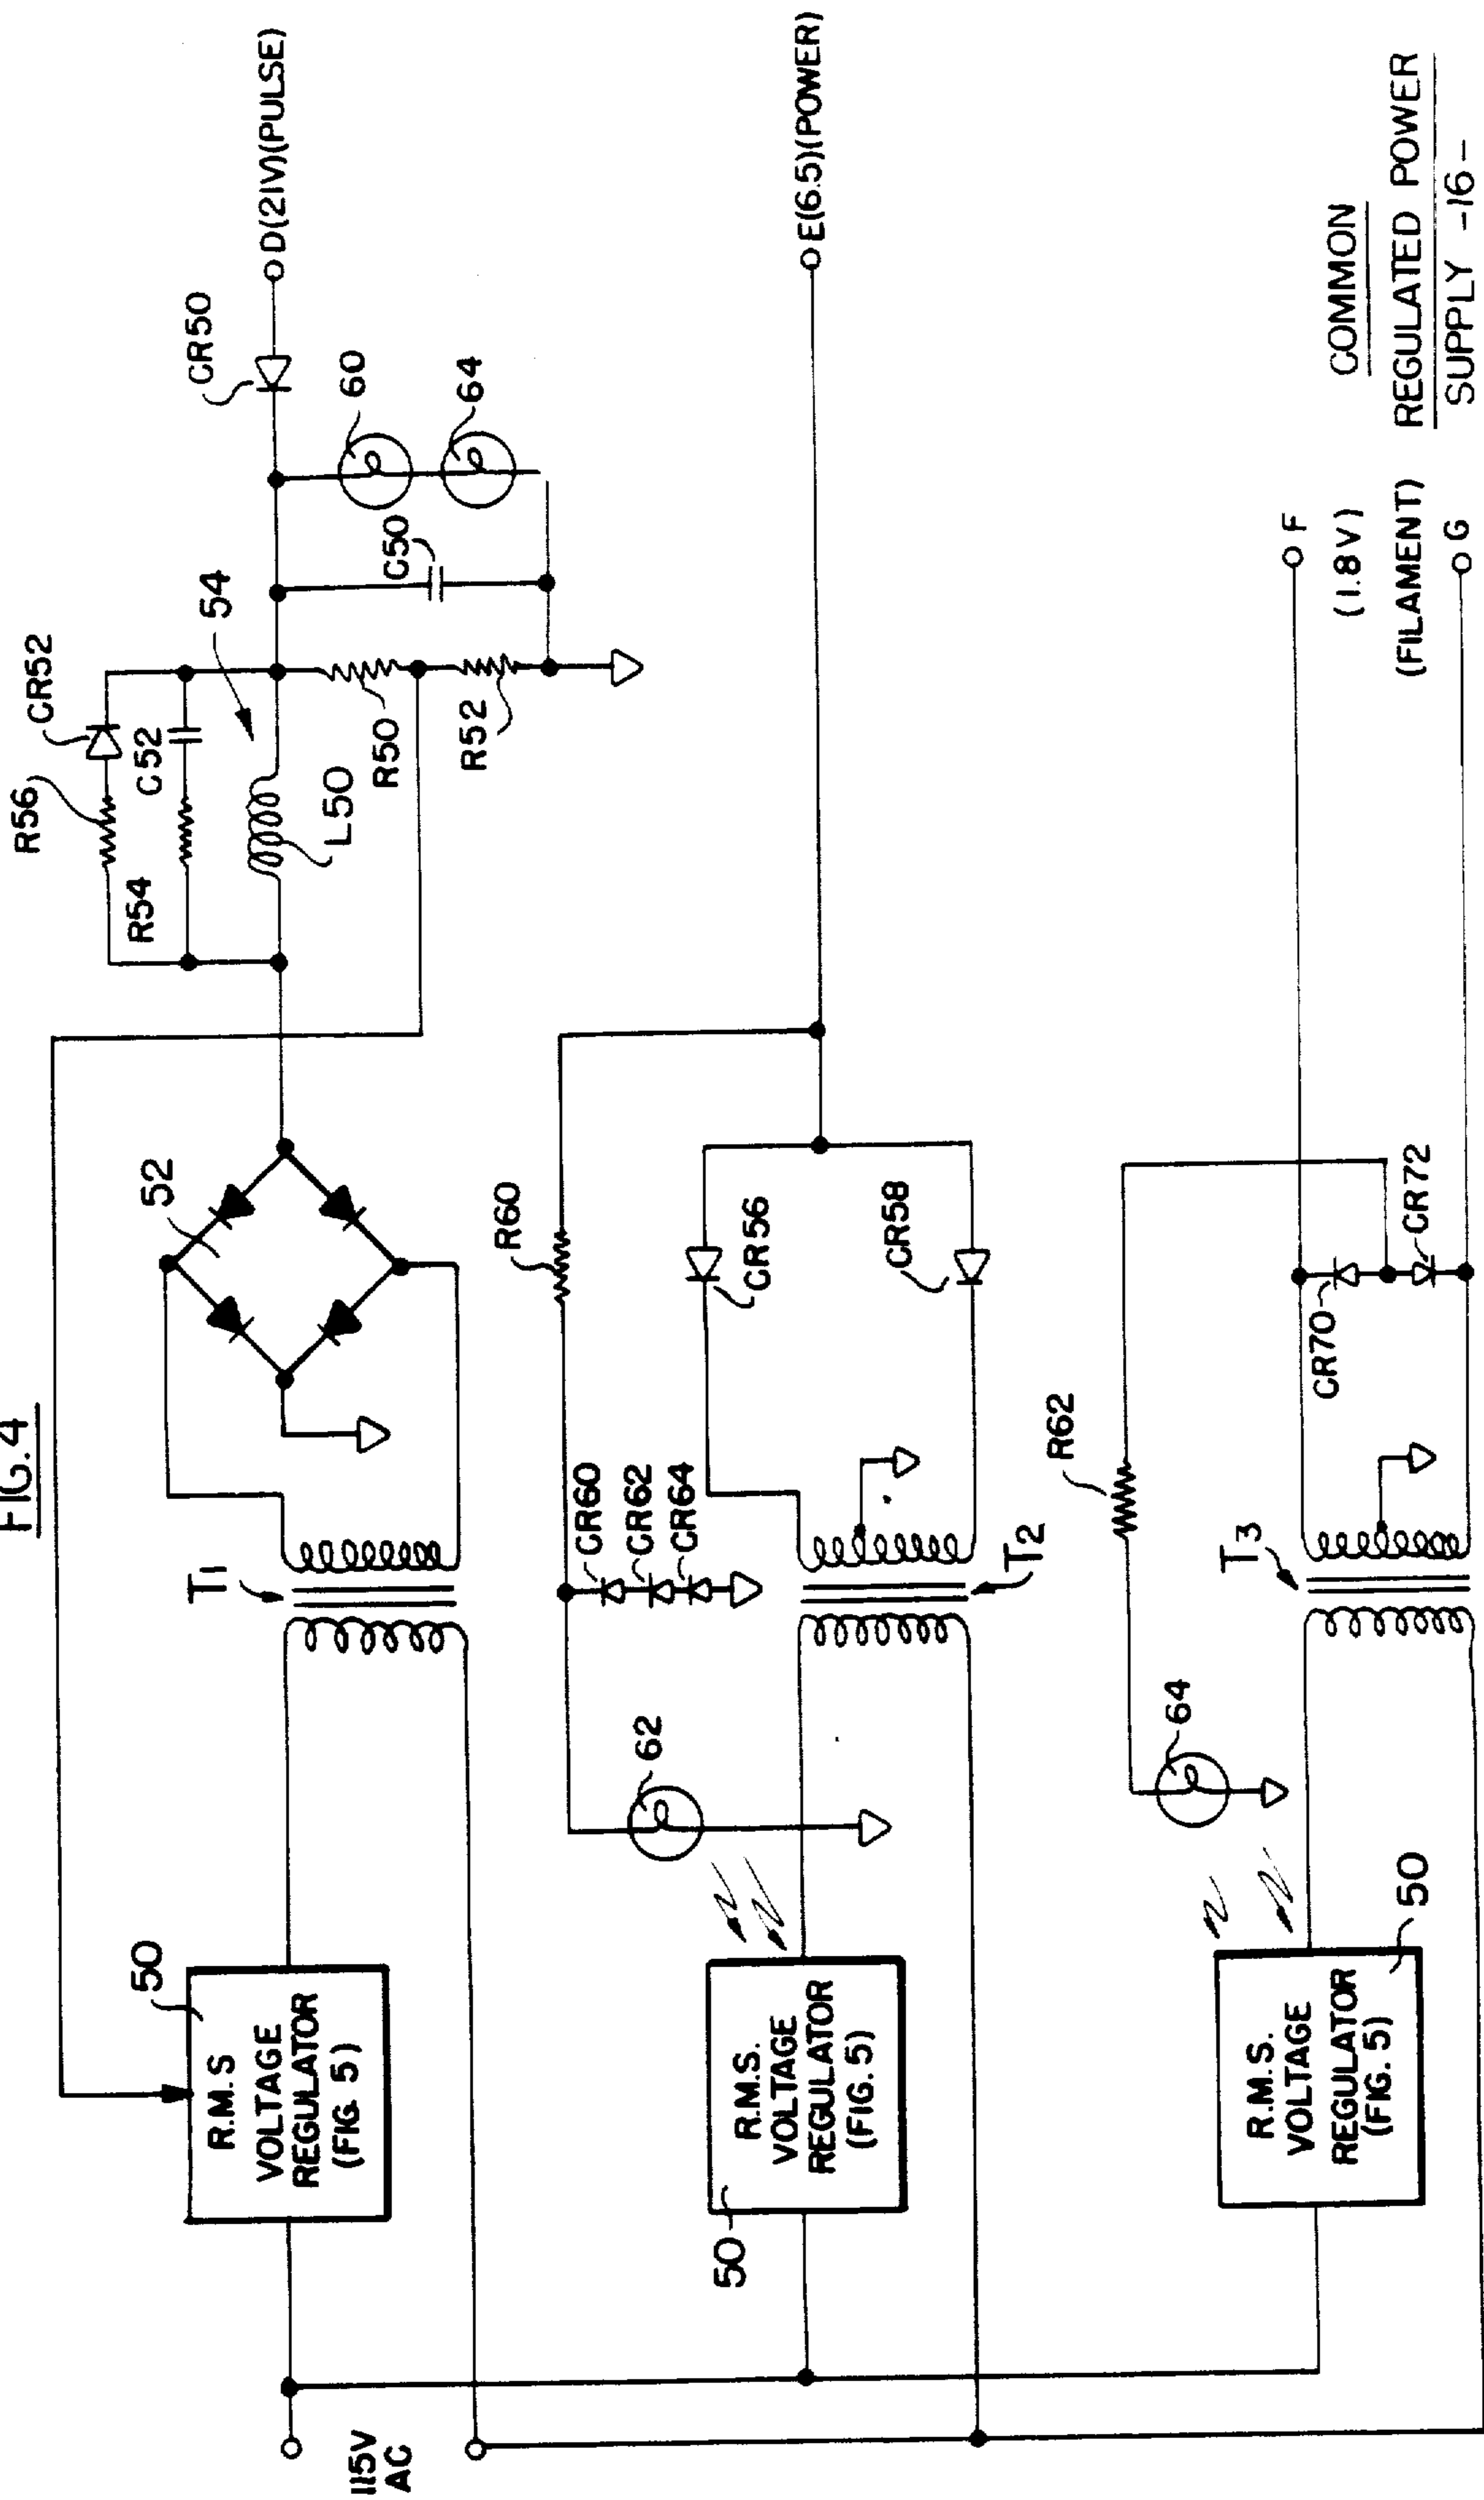 FIG. 4
R56
CR52
R54
C52
54
CR50
D(21V)(PULSE)
L50
R50
R52
C50
60
64
50
R.M.S
VOLTAGE
REGULATOR
(FIG. 5)
T1
52
115V
AC
R60
CR60
CR62
CR64
62
CR56
CR58
E(6.5)(POWER)
50
R.M.S.
VOLTAGE
REGULATOR
(FIG. 5)
T2
R62
64
T3
CR70
CR72
50
R.M.S.
VOLTAGE
REGULATOR
(FIG. 5)
F
(1.8V)
(FILAMENT)
G
COMMON
REGULATED POWER
SUPPLY -16-